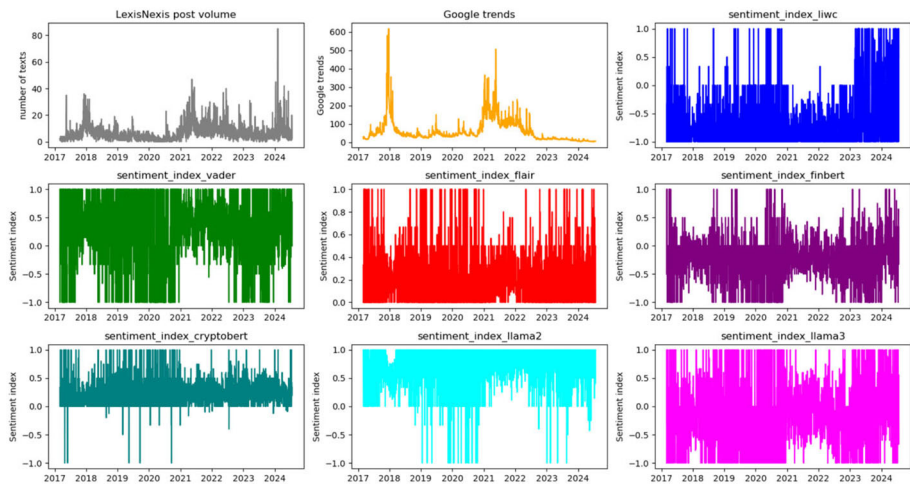 LexisNexis post volume
number of texts
80
60
40
20
0
2017 2018 2019 2020 2021 2022 2023 2024
Google trends
Google trends
600
500
400
300
200
100
0
2017 2018 2019 2020 2021 2022 2023 2024
sentiment_index_liwc
Sentiment index
1.0
0.5
0.0
−0.5
−1.0
2017 2018 2019 2020 2021 2022 2023 2024
sentiment_index_vader
Sentiment index
1.0
0.5
0.0
−0.5
−1.0
2017 2018 2019 2020 2021 2022 2023 2024
sentiment_index_flair
Sentiment index
1.0
0.8
0.6
0.4
0.2
0.0
2017 2018 2019 2020 2021 2022 2023 2024
sentiment_index_finbert
Sentiment index
1.0
0.5
0.0
−0.5
−1.0
2017 2018 2019 2020 2021 2022 2023 2024
sentiment_index_cryptobert
Sentiment index
1.0
0.5
0.0
−0.5
−1.0
2017 2018 2019 2020 2021 2022 2023 2024
sentiment_index_llama2
Sentiment index
1.0
0.5
0.0
−0.5
−1.0
2017 2018 2019 2020 2021 2022 2023 2024
sentiment_index_llama3
Sentiment index
1.0
0.5
0.0
−0.5
−1.0
2017 2018 2019 2020 2021 2022 2023 2024